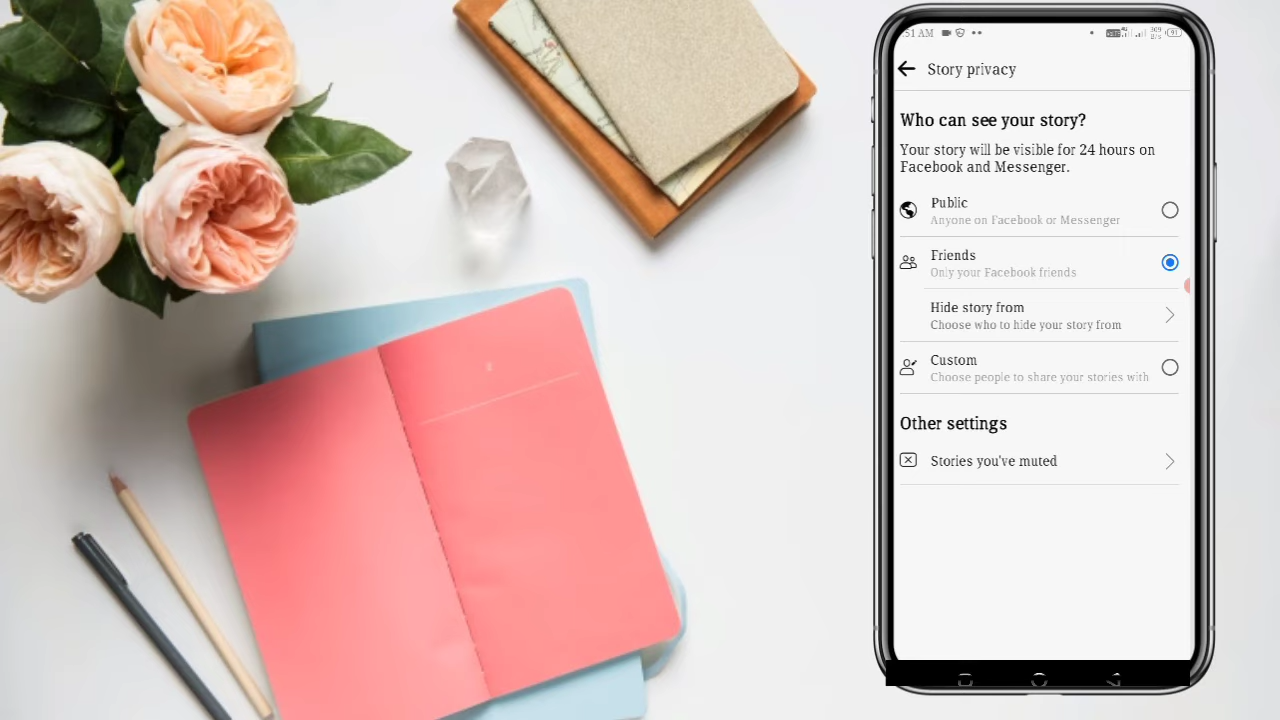 51 AM
Story privacy
Who can see your story?
Your story will be visible for 24 hours on
Facebook and Messenger.
Public
Anyone on Facebook or Messenger
Friends
Only your Facebook friends
Hide story from
Choose who to hide your story from
Custom
Choose people to share your stories with
Other settings
Stories you've muted